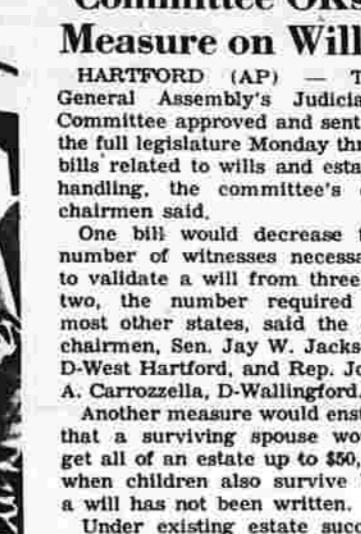 Committee OKs
Measure on Will
HARTFORD (AP) — T
General Assembly's Judicia
Committee approved and sent
the full legislature Monday thr
bills related to wills and esta
handling, the committee's
chairmen said.
One bill would decrease t
number of witnesses necessa
to validate a will from three
two, the number required
most other states, said the
chairmen, Sen. Jay W. Jacks
D-West Hartford, and Rep. Jo
A. Carrozzella, D-Wallingford.
Another measure would ens
that a surviving spouse wo
get all of an estate up to $50,
when children also survive
a will has not been written.
Under existing estate succ